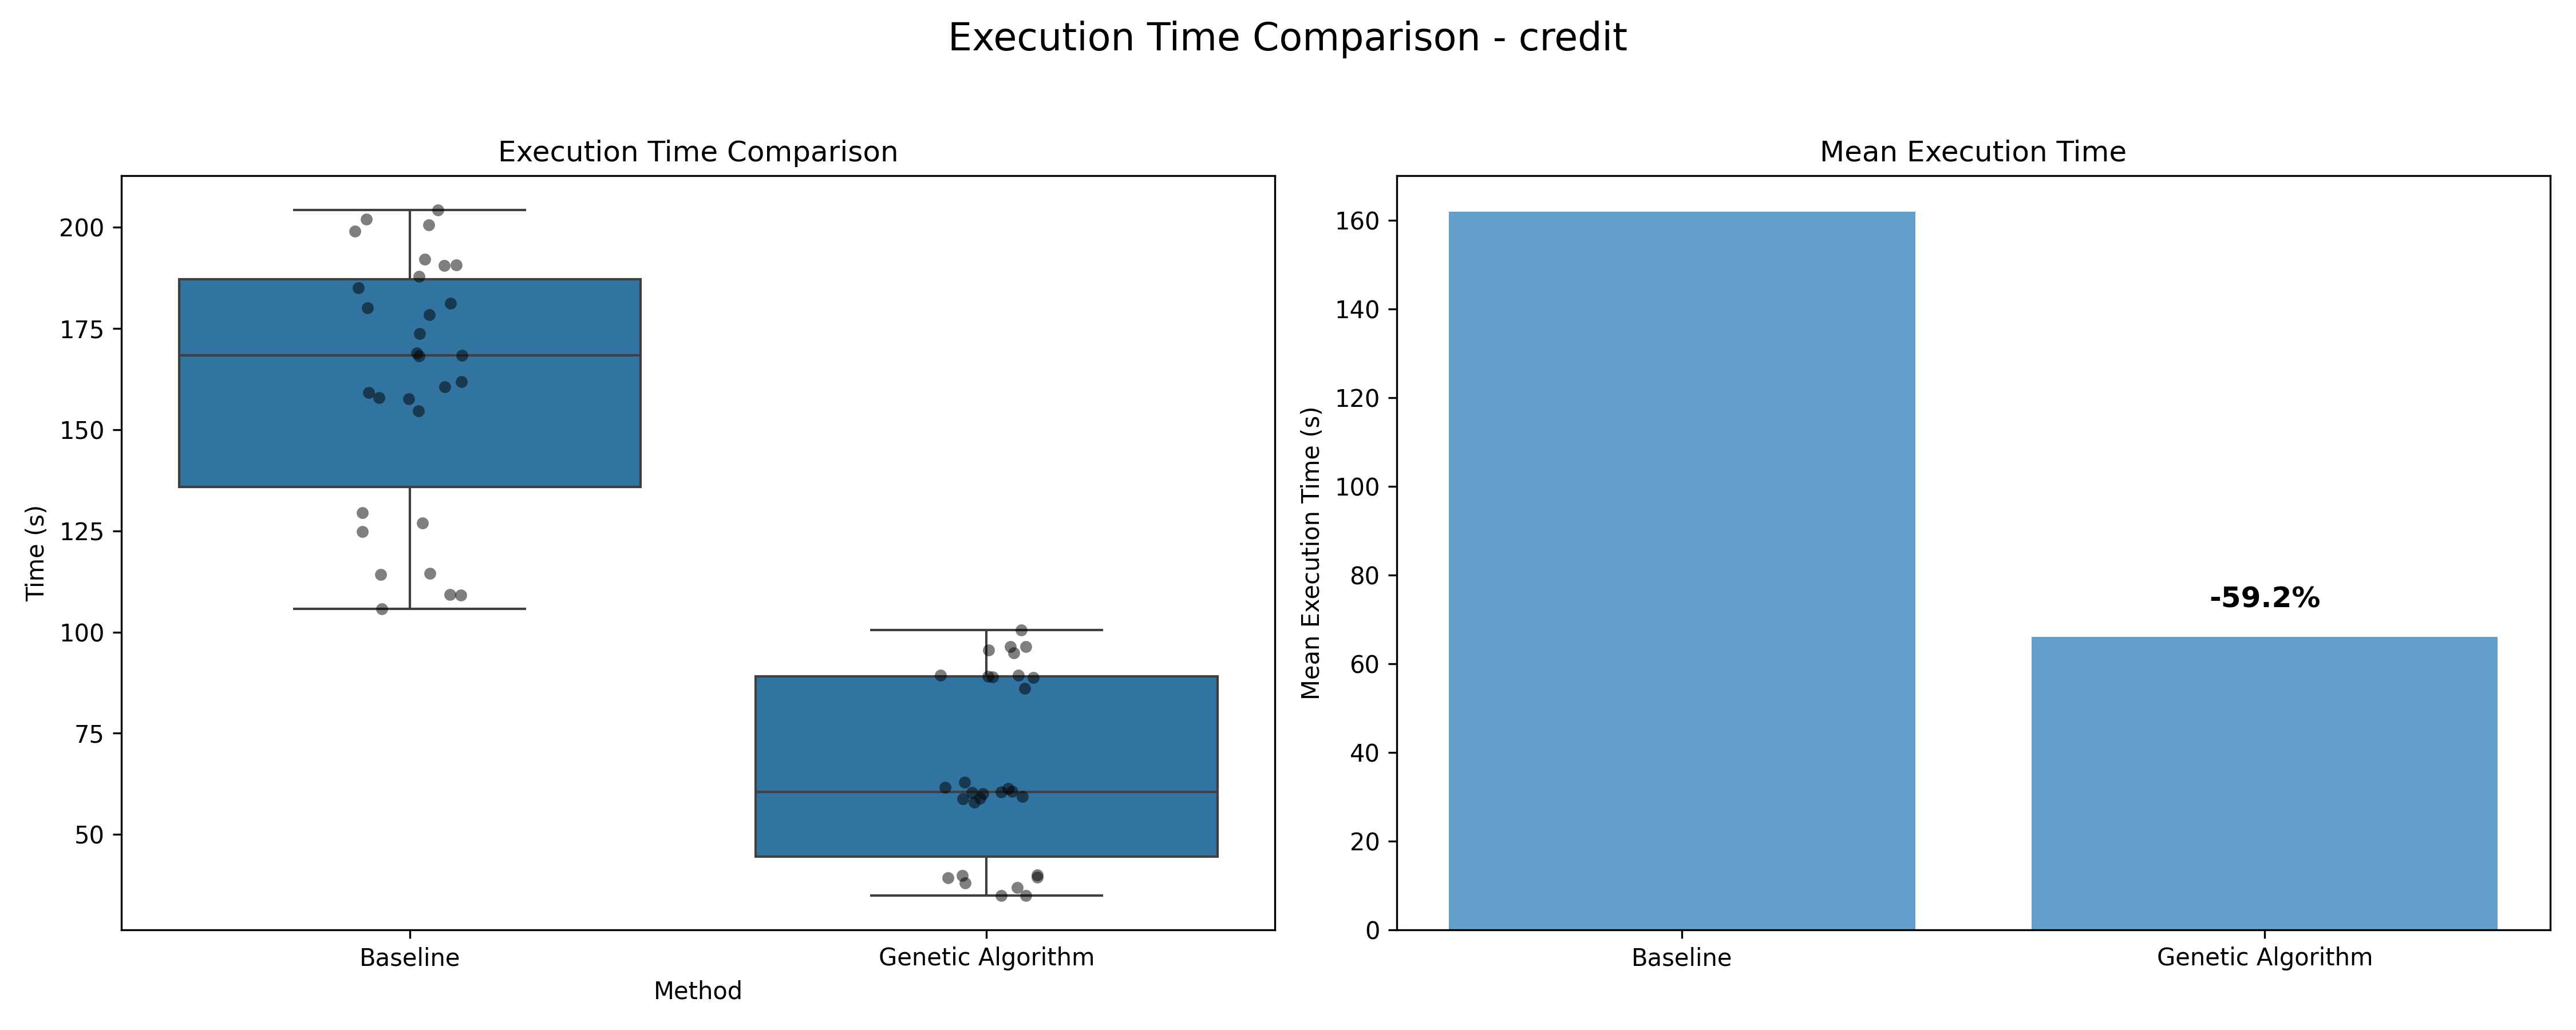 Execution Time Comparison - credit
Execution Time Comparison
Time (s)
200
175
150
125
100
75
50
Baseline
Genetic Algorithm
Method
Mean Execution Time
Mean Execution Time (s)
160
140
120
100
80
60
40
20
0
-59.2%
Baseline
Genetic Algorithm